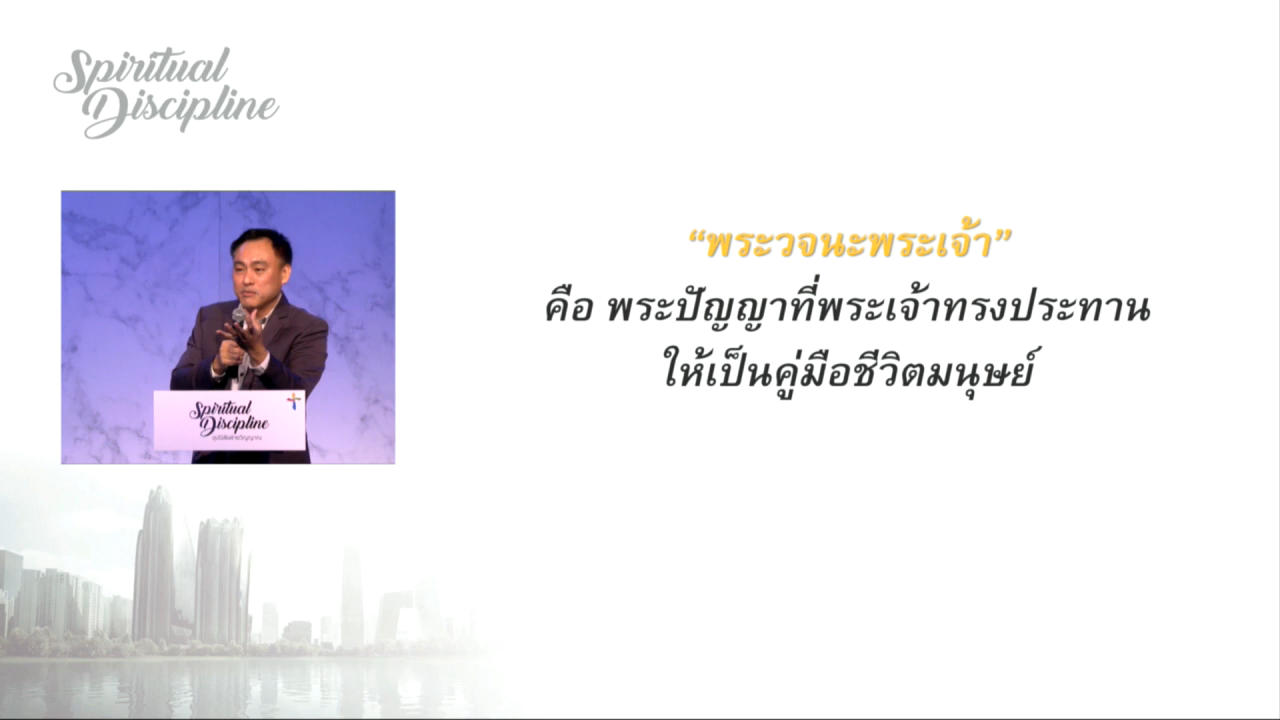 Spiritual
Discipline
“พระวจนะพระเจ้า”
คือ พระปัญญาที่พระเจ้าทรงประทาน
ให้เป็นคู่มือชีวิตมนุษย์
Spiritual
Discipline